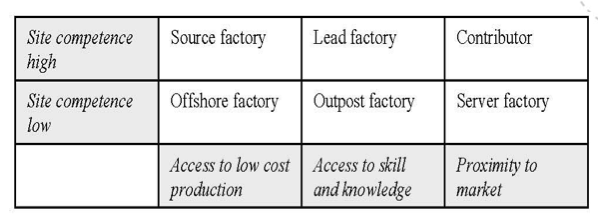 Site competence high
Source factory
Lead factory
Contributor
Site competence low
Offshore factory
Outpost factory
Server factory
Access to low cost production
Access to skill and knowledge
Proximity to market